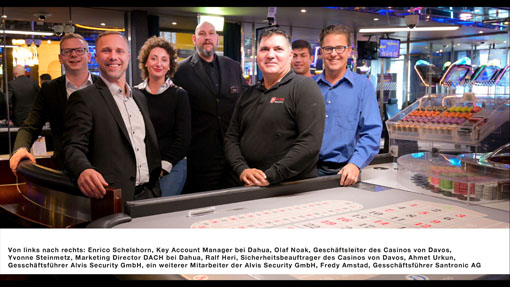 Von links nach rechts: Enrico Schelshorn, Key Account Manager bei Dahua, Olaf Noak, Geschäftsleiter des Casinos von Davos,
Yvonne Steinmetz, Marketing Director DACH bei Dahua, Ralf Heri, Sicherheitsbeauftrager des Casinos von Davos, Ahmet Urkun,
Gesschäftsführer Alvis Security GmbH, ein weiterer Mitarbeiter der Alvis Security GmbH, Fredy Amstad, Gesschäftsführer Santronic AG